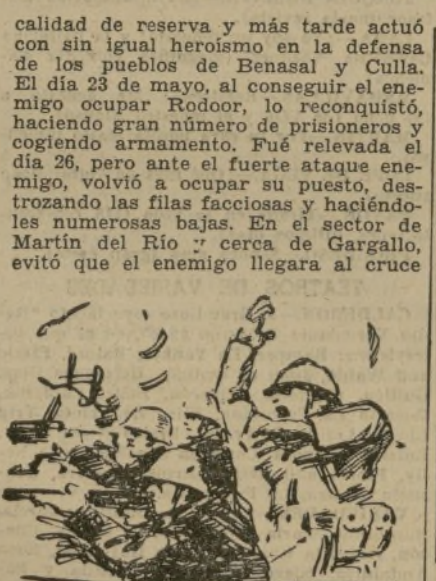 calidad de reserva y más tarde actuó
con sin igual heroísmo en la defensa
de los pueblos de Benasal y Culla.
El día 23 de mayo, al conseguir el ene-
migo ocupar Rodoor, lo reconquistó,
haciendo gran número de prisioneros y
cogiendo armamento. Fué relevada el
día 26, pero ante el fuerte ataque ene-
migo, volvió a ocupar su puesto, des-
trozando las filas facciosas y haciéndo-
les numerosas bajas. En el sector de
Martín del Río y cerca de Gargallo,
evitó que el enemigo llegara al cruce